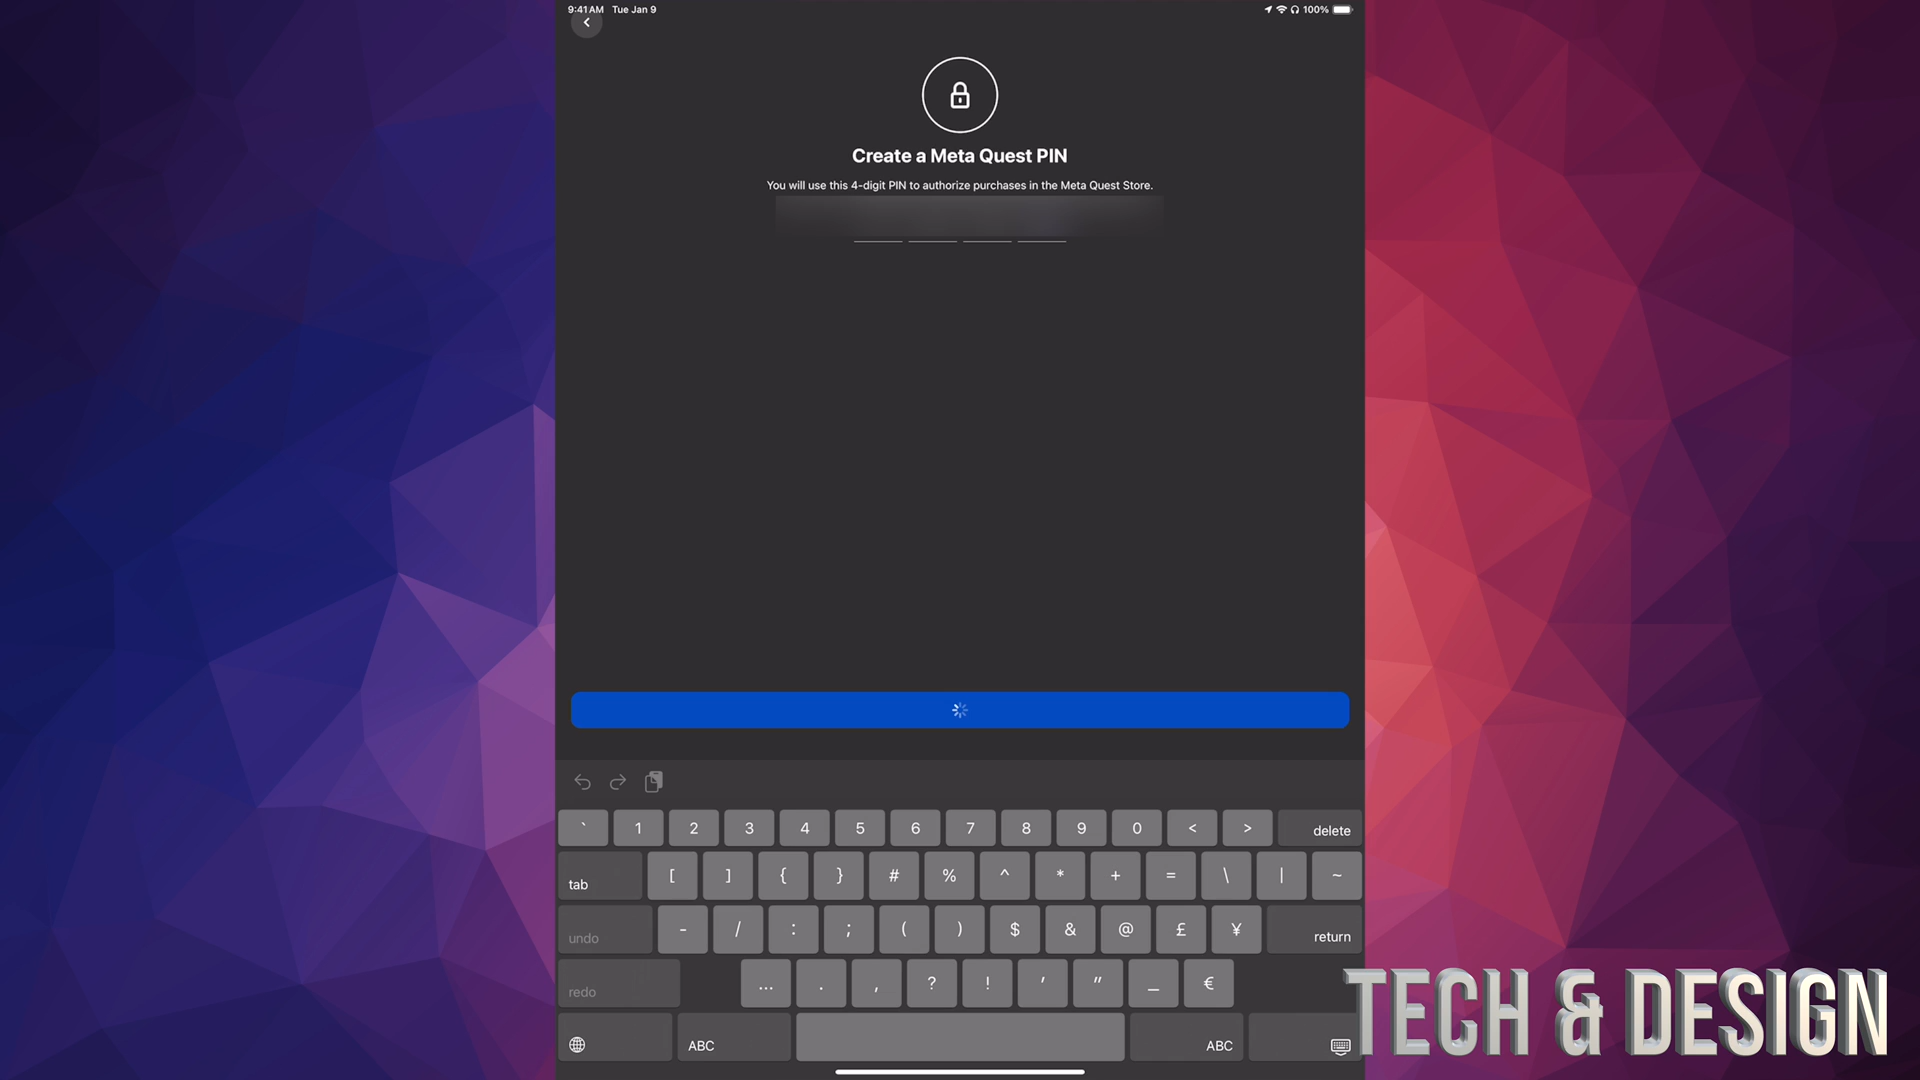 9:41 AM Tue Jan 9
100%
Create a Meta Quest PIN
You will use this 4-digit PIN to authorize purchases in the Meta Quest Store.
` 1 2 3 4 5 6 7 8 9 0 < > delete
tab [ ] { } # % ^ * + = \ | ~
undo - / : ; ( ) $ & @ £ ¥ return
redo ... . , ? ! ' " _ €
ABC ABC
TECH & DESIGN